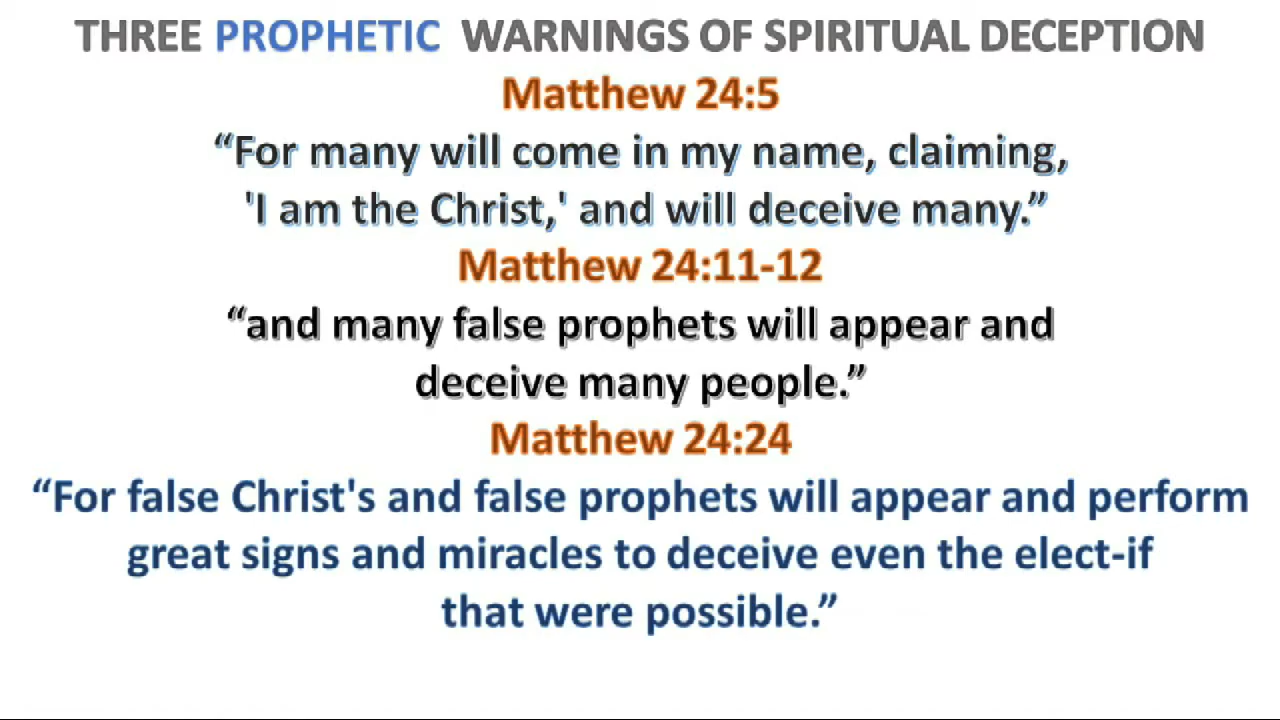 THREE PROPHETIC WARNINGS OF SPIRITUAL DECEPTION
Matthew 24:5
“For many will come in my name, claiming,
'I am the Christ,' and will deceive many.”
Matthew 24:11-12
“and many false prophets will appear and
deceive many people.”
Matthew 24:24
“For false Christ's and false prophets will appear and perform
great signs and miracles to deceive even the elect-if
that were possible.”